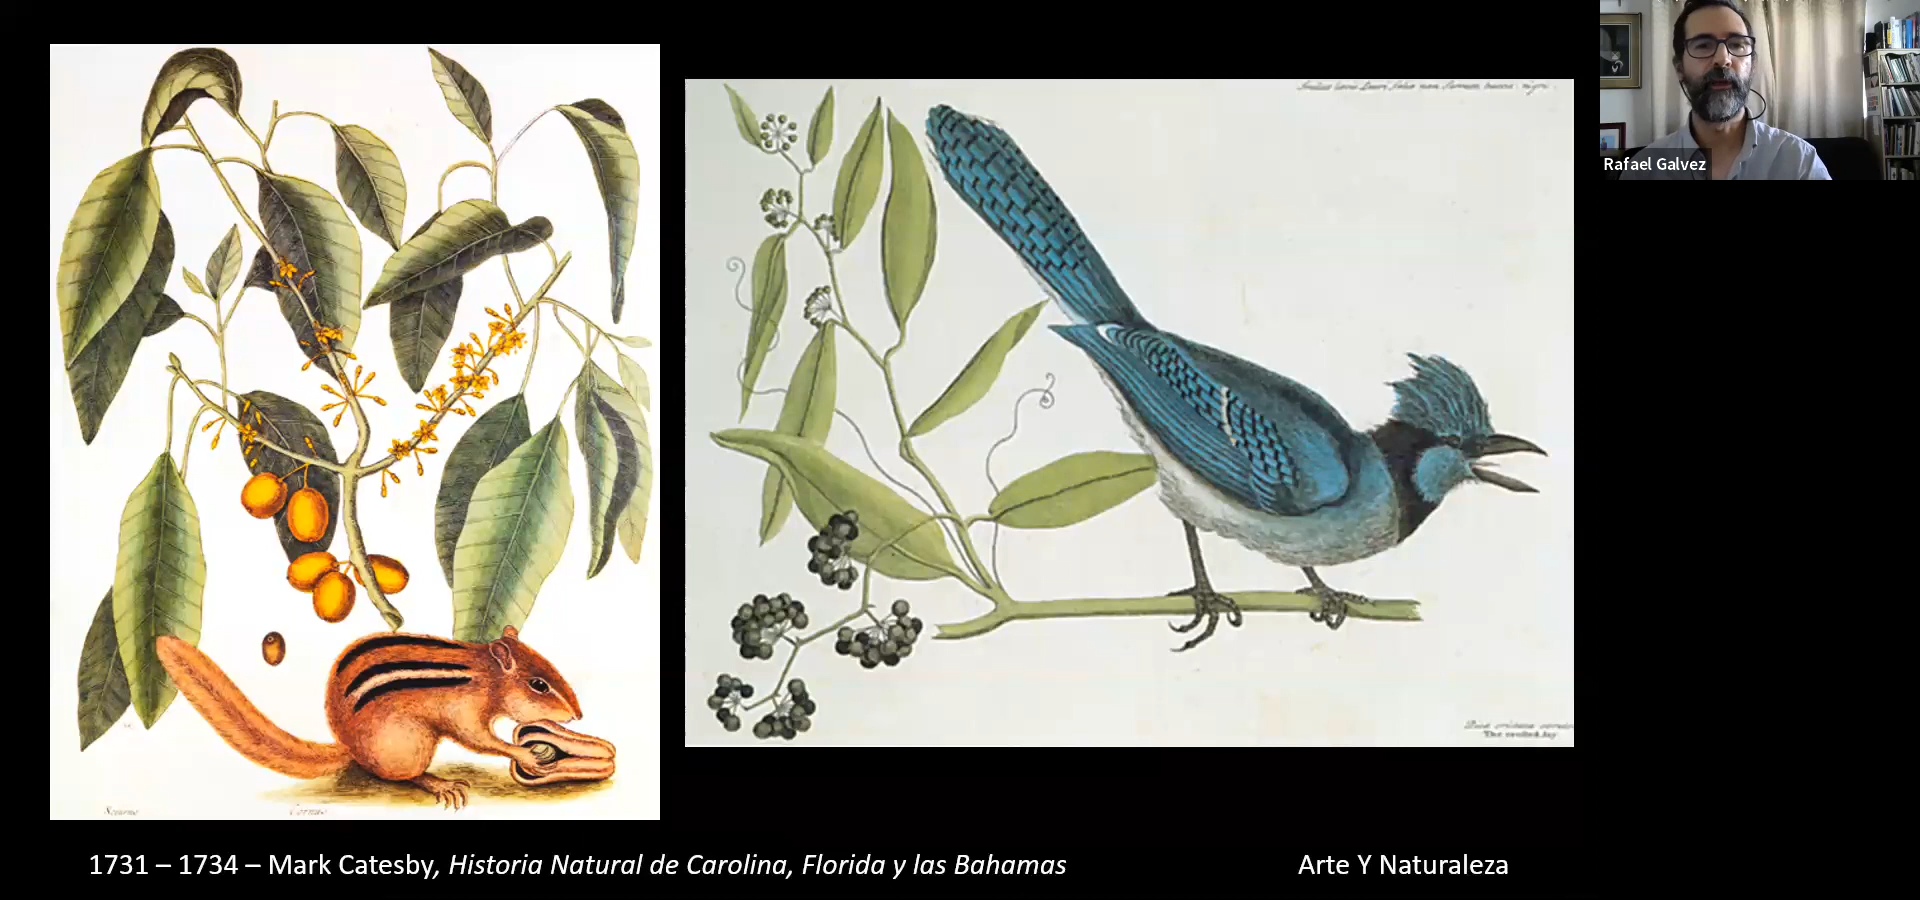 Rafael Galvez
The crested Jay
1731 – 1734 – Mark Catesby, Historia Natural de Carolina, Florida y las Bahamas
Arte Y Naturaleza